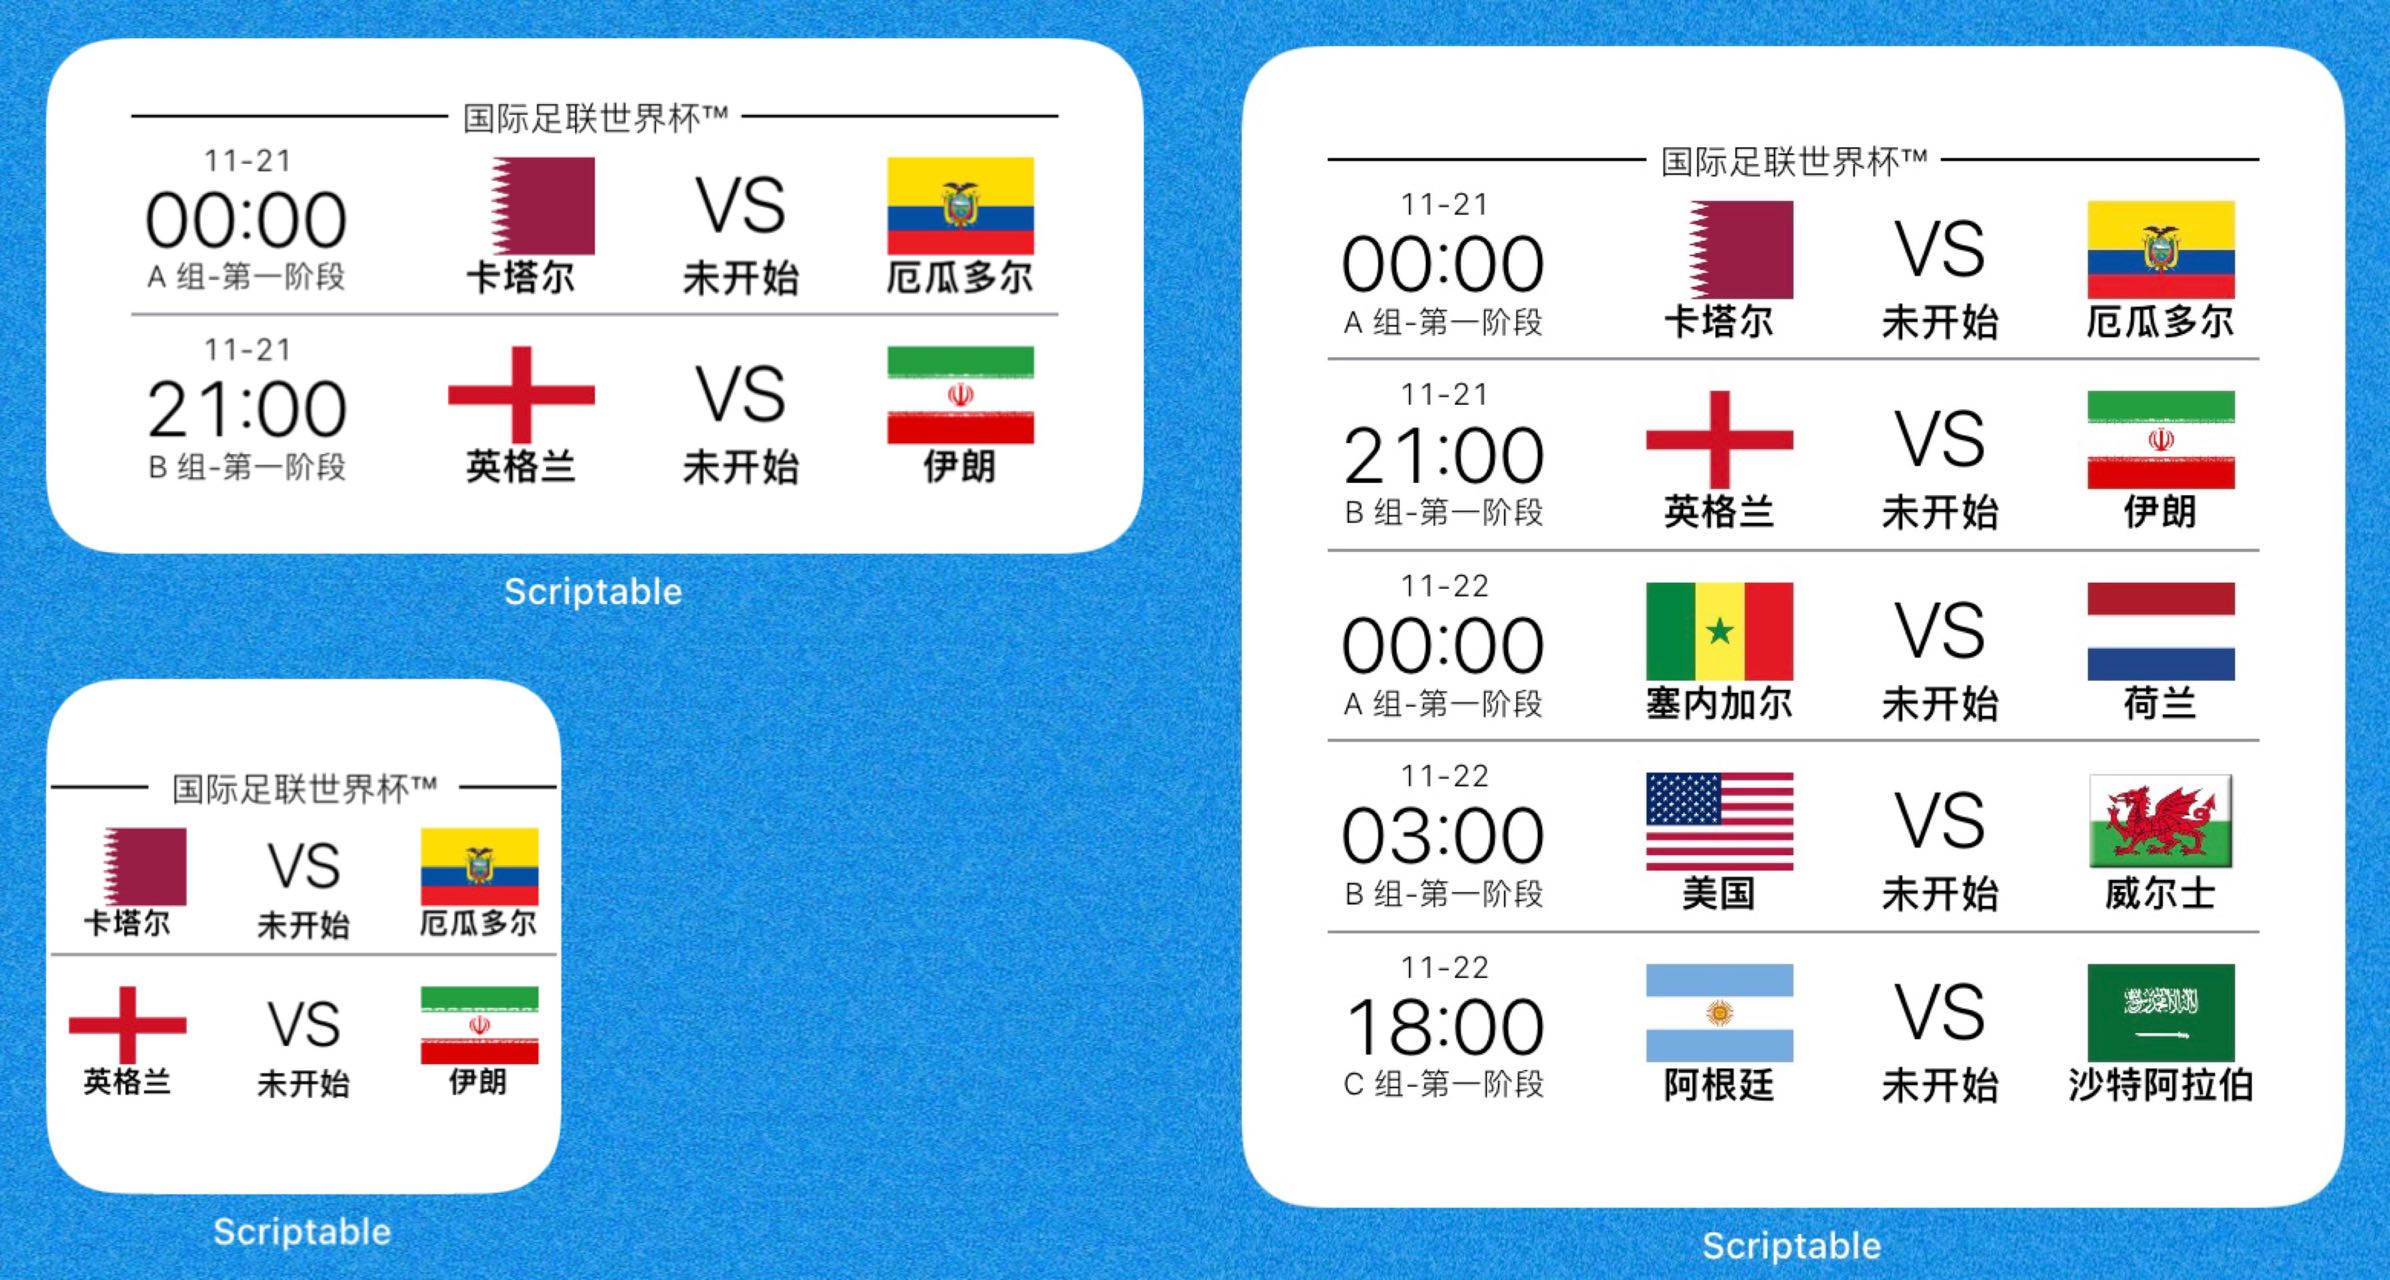 国际足联世界杯™
11-21
00:00
A 组-第一阶段
卡塔尔
VS
未开始
厄瓜多尔
11-21
21:00
B 组-第一阶段
英格兰
VS
未开始
伊朗
Scriptable
国际足联世界杯™
卡塔尔
VS
未开始
厄瓜多尔
英格兰
VS
未开始
伊朗
Scriptable
国际足联世界杯™
11-21
00:00
A 组-第一阶段
卡塔尔
VS
未开始
厄瓜多尔
11-21
21:00
B 组-第一阶段
英格兰
VS
未开始
伊朗
11-22
00:00
A 组-第一阶段
塞内加尔
VS
未开始
荷兰
11-22
03:00
B 组-第一阶段
美国
VS
未开始
威尔士
11-22
18:00
C 组-第一阶段
阿根廷
VS
未开始
沙特阿拉伯
Scriptable